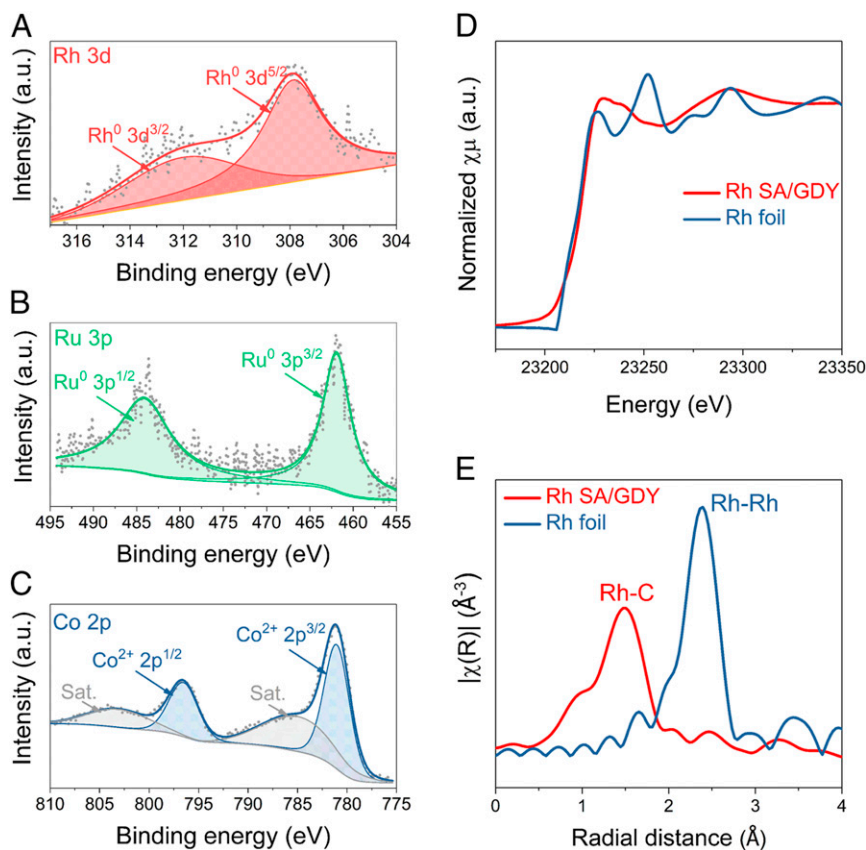 A
Rh 3d
Rh⁰ 3d⁵/²
Rh⁰ 3d³/²
Intensity (a.u.)
316 314 312 310 308 306 304
Binding energy (eV)
B
Ru 3p
Ru⁰ 3p³/²
Ru⁰ 3p¹/²
Intensity (a.u.)
495 490 485 480 475 470 465 460 455
Binding energy (eV)
C
Co 2p
Co²⁺ 2p³/²
Co²⁺ 2p¹/²
Sat.
Sat.
Intensity (a.u.)
810 805 800 795 790 785 780 775
Binding energy (eV)
D
Normalized χμ (a.u.)
Rh SA/GDY
Rh foil
23200 23250 23300 23350
Energy (eV)
E
Rh SA/GDY
Rh foil
Rh-Rh
Rh-C
|χ(R)| (Å⁻³)
0 1 2 3 4
Radial distance (Å)